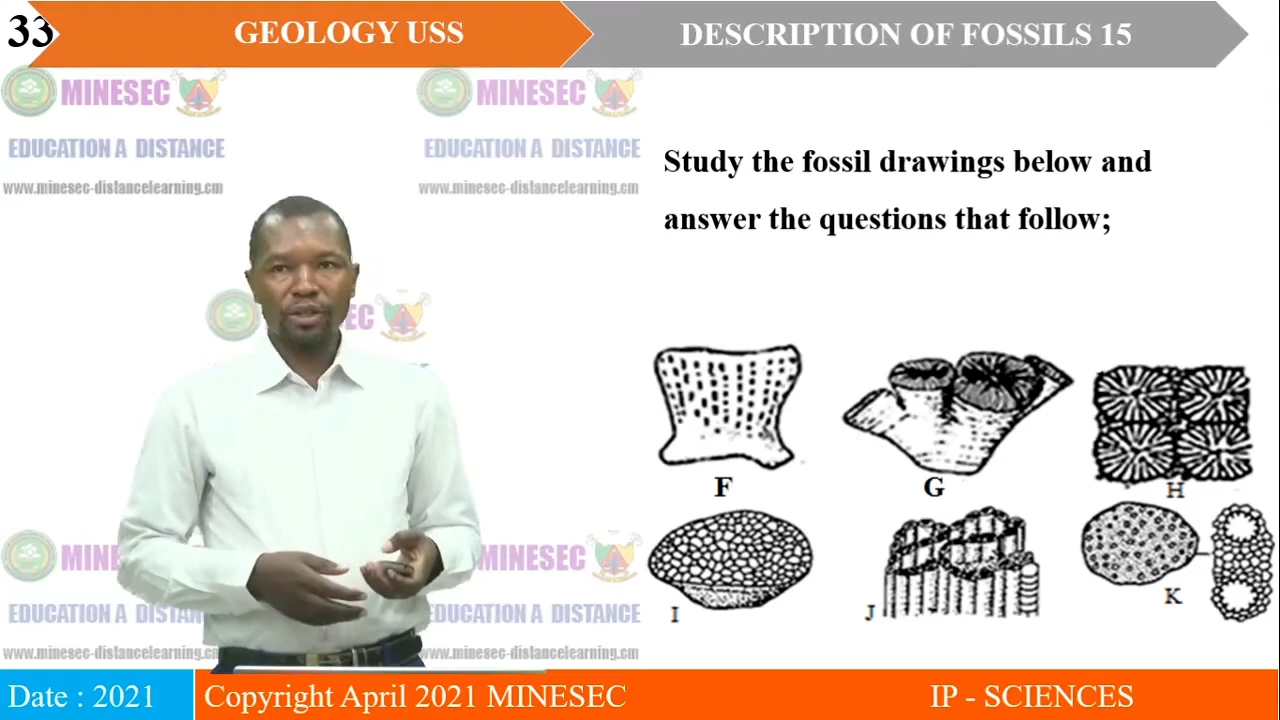 33
GEOLOGY USS
DESCRIPTION OF FOSSILS 15
MINESEC
MINESEC
EDUCATION A DISTANCE
EDUCATION A DISTANCE
www.minesec-distancelearning.cm
www.minesec-distancelearning.cm
Study the fossil drawings below and
answer the questions that follow;
EC
F
G
H
I
J
K
MINE
MINESEC
EDUCATION A DISTANCE
www.minesec-distancelearning.cm
www.minesec-distancelearning.cm
Date : 2021
Copyright April 2021 MINESEC
IP - SCIENCES